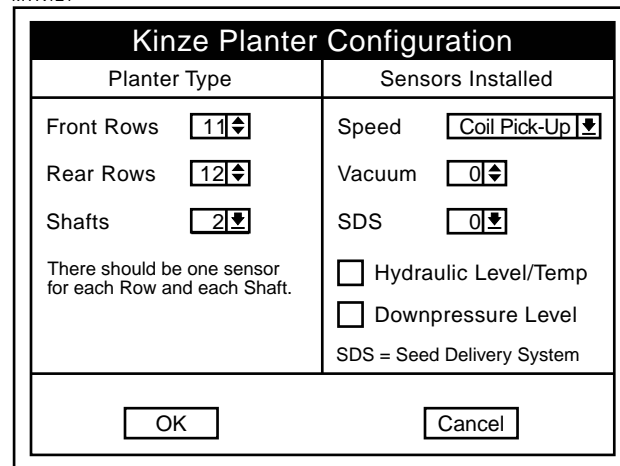 Kinze Planter Configuration
Planter Type
Sensors Installed
Front Rows 11
Rear Rows 12
Shafts 2
There should be one sensor
for each Row and each Shaft.
Speed Coil Pick-Up
Vacuum 0
SDS 0
Hydraulic Level/Temp
Downpressure Level
SDS = Seed Delivery System
OK
Cancel